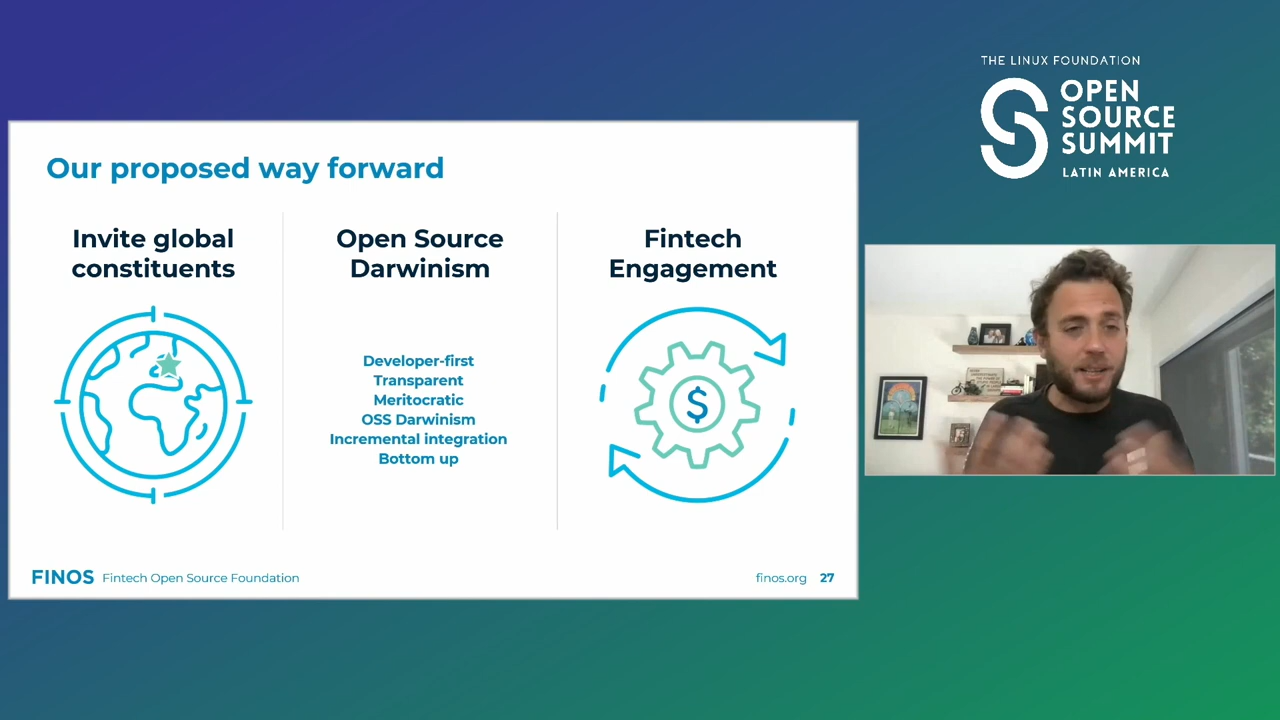 THE LINUX FOUNDATION
OPEN
SOURCE
SUMMIT
LATIN AMERICA
Our proposed way forward
Invite global
constituents
Open Source
Darwinism
Developer-first
Transparent
Meritocratic
OSS Darwinism
Incremental integration
Bottom up
Fintech
Engagement
$
FINOS Fintech Open Source Foundation
finos.org 27